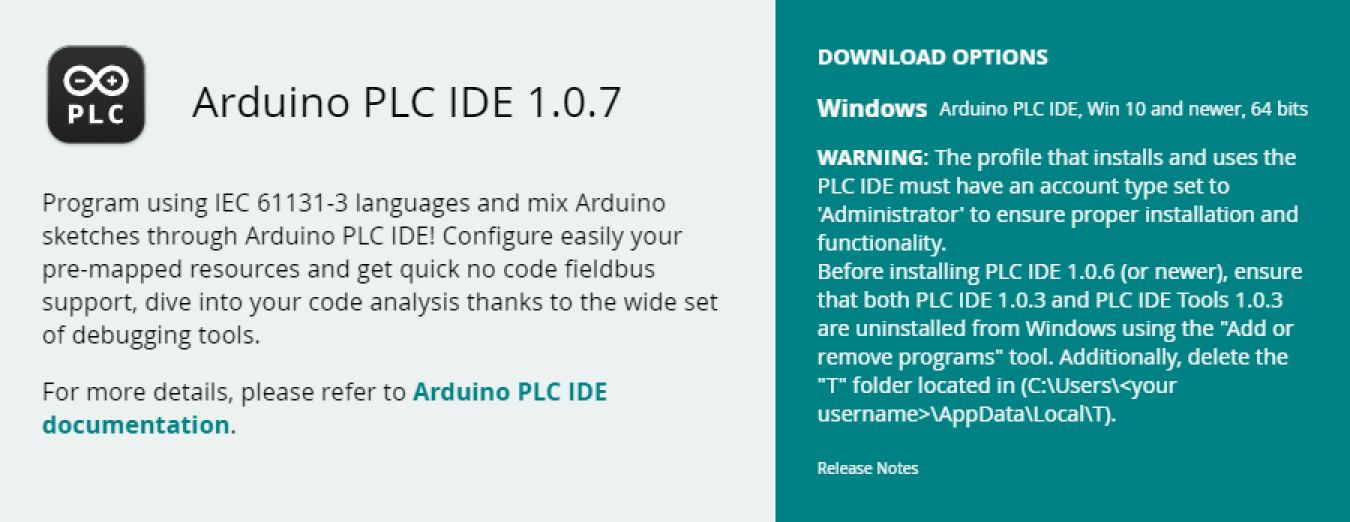 PLC
Arduino PLC IDE 1.0.7
Program using IEC 61131-3 languages and mix Arduino
sketches through Arduino PLC IDE! Configure easily your
pre-mapped resources and get quick no code fieldbus
support, dive into your code analysis thanks to the wide set
of debugging tools.
For more details, please refer to Arduino PLC IDE
documentation.
DOWNLOAD OPTIONS
Windows Arduino PLC IDE, Win 10 and newer, 64 bits
WARNING: The profile that installs and uses the
PLC IDE must have an account type set to
'Administrator' to ensure proper installation and
functionality.
Before installing PLC IDE 1.0.6 (or newer), ensure
that both PLC IDE 1.0.3 and PLC IDE Tools 1.0.3
are uninstalled from Windows using the "Add or
remove programs" tool. Additionally, delete the
"T" folder located in (C:\Users\<your
username>\AppData\Local\T).
Release Notes